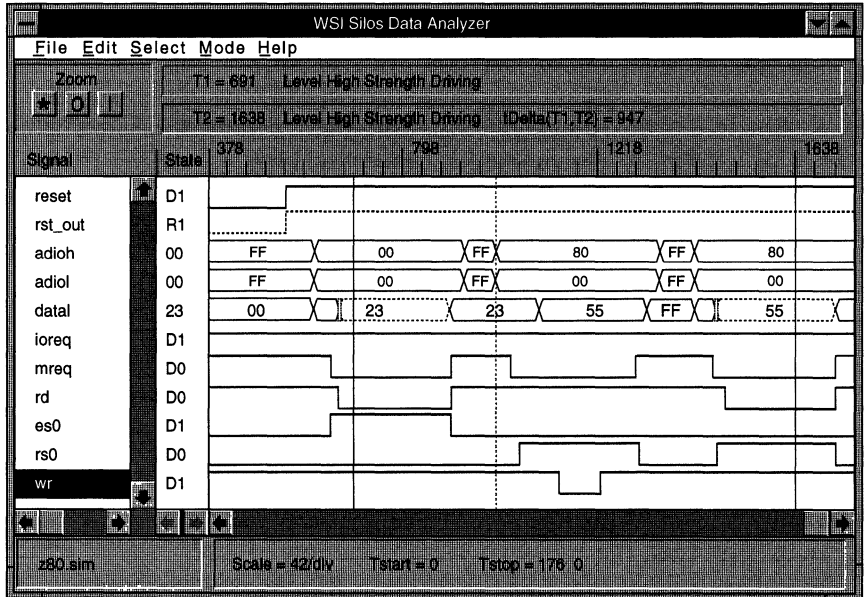 WSI Silos Data Analyzer
File Edit Select Mode Help
Zoom
T1 = 691 Level High Strength Driving
T2 = 1638 Level High Strength Driving tDelta(T1,T2) = 947
Signal State 378 798 1218 1638
reset D1
rst_out R1
adioh 00 FF 00 FF 80 FF 80
adiol 00 FF 00 FF 00 FF 00
datal 23 00 23 23 55 FF 55
ioreq D1
mreq D0
rd D0
es0 D1
rs0 D0
wr D1
z80.sim Scale = 42/div Tstart = 0 Tstop = 176 0